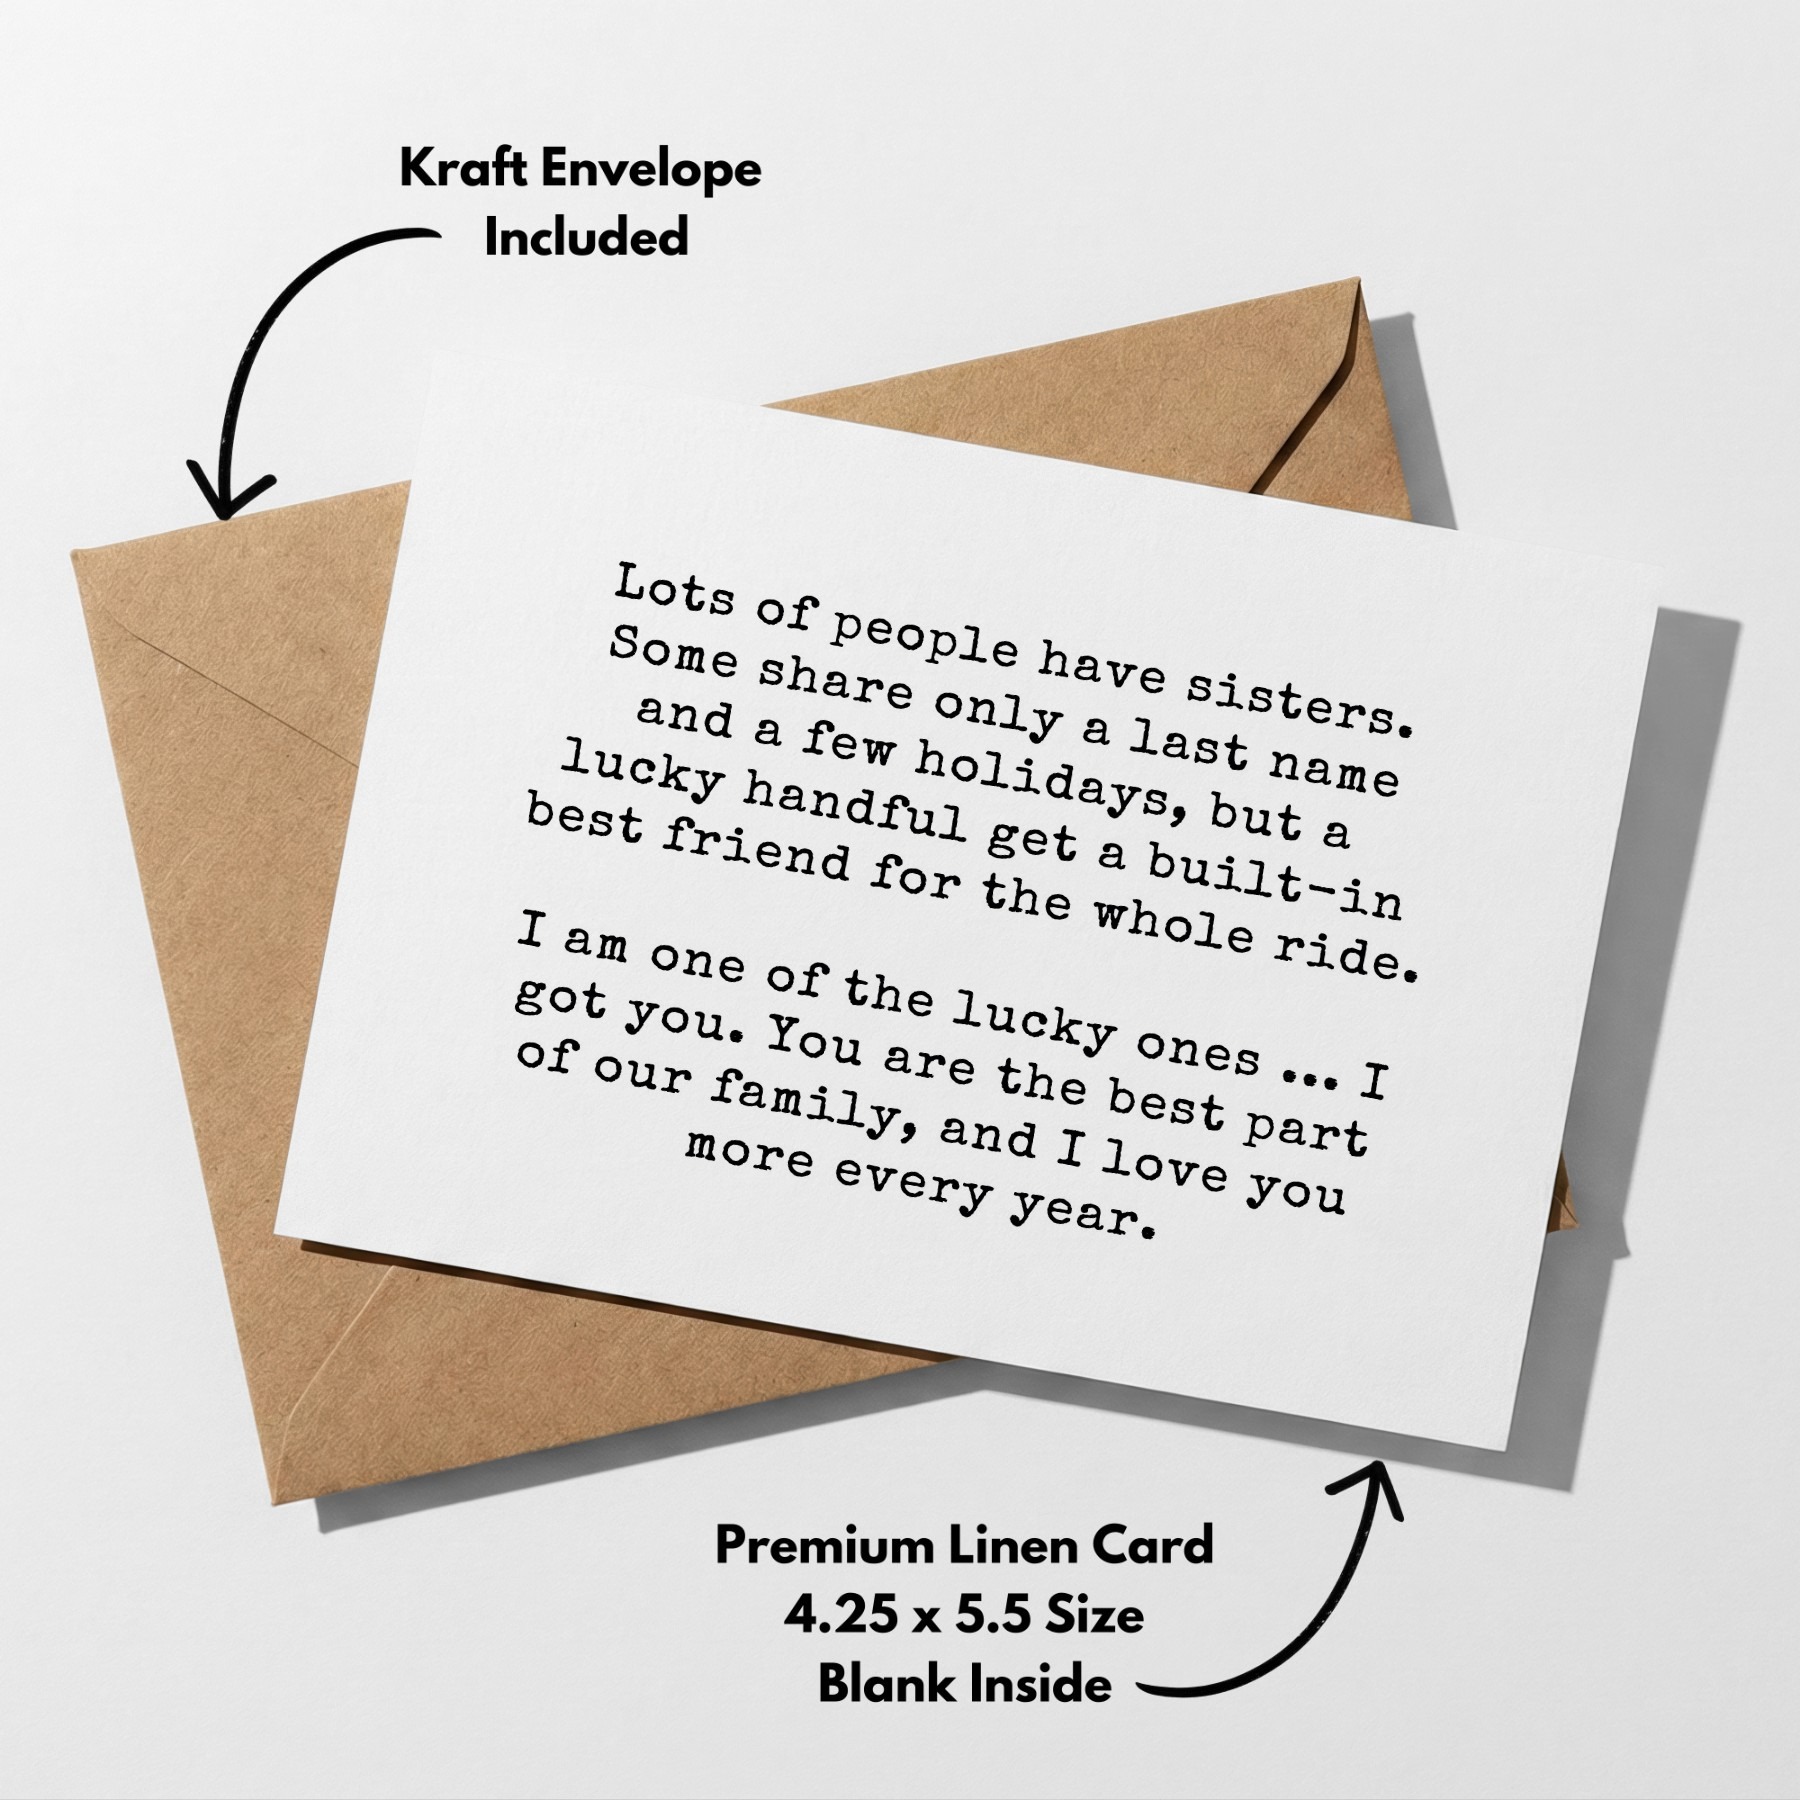 Kraft Envelope
Included
Lots of people have sisters.
Some share only a last name
and a few holidays, but a
lucky handful get a built-in
best friend for the whole ride.
I am one of the lucky ones ... I
got you. You are the best part
of our family, and I love you
more every year.
Premium Linen Card
4.25 x 5.5 Size
Blank Inside